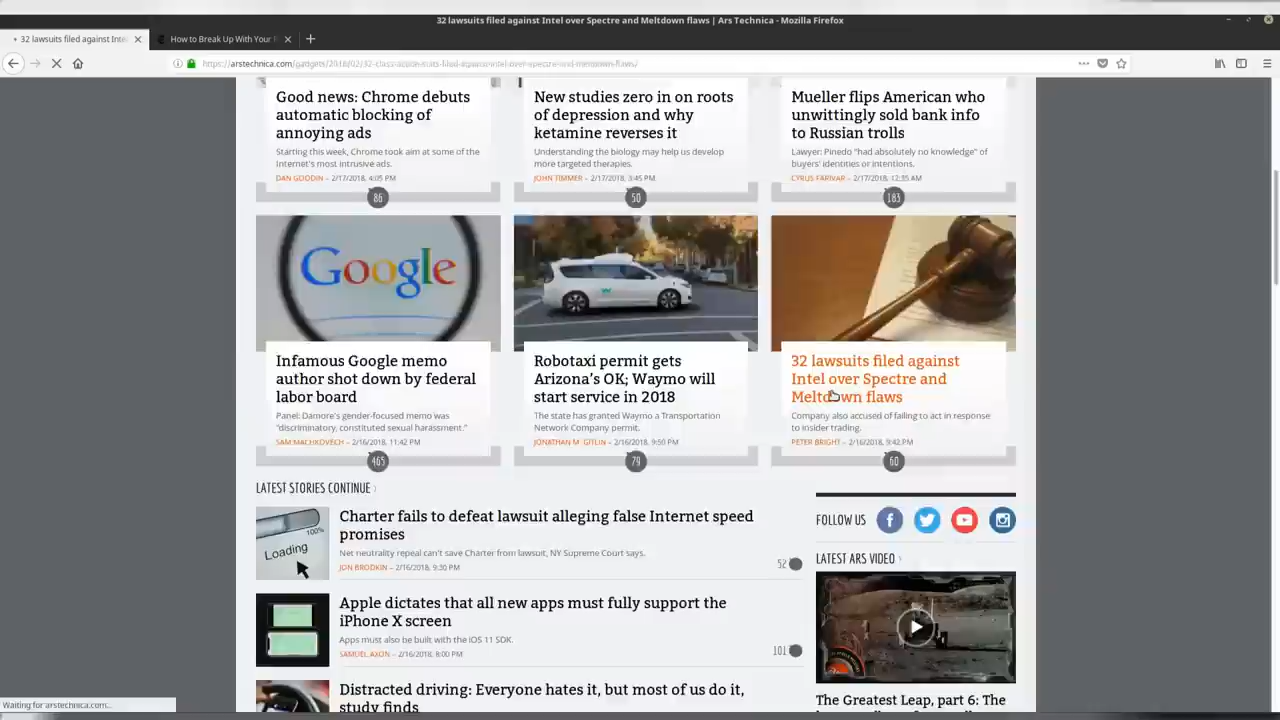 32 lawsuits filed against Intel over Spectre and Meltdown flaws | Ars Technica - Mozilla Firefox
32 lawsuits filed against Inte
How to Break Up With Your
https://arstechnica.com/gadgets/2018/02/
Good news: Chrome debuts
automatic blocking of
annoying ads
Starting this week, Chrome took aim at some of the
Internet's most intrusive ads.
DAN GOODIN – 2/17/2018, 4:05 PM
86
New studies zero in on roots
of depression and why
ketamine reverses it
Understanding the biology may help us develop
more targeted therapies.
JOHN TIMMER – 2/17/2018, 3:45 PM
50
Mueller flips American who
unwittingly sold bank info
to Russian trolls
Lawyer: Pinedo "had absolutely no knowledge" of
buyers' identities or intentions.
CYRUS FARIVAR – 2/17/2018, 12:35 AM
183
Google
Infamous Google memo
author shot down by federal
labor board
Panel: Damore's gender-focused memo was
"discriminatory, constituted sexual harassment."
SAM MACHKOVECH – 2/16/2018, 11:42 PM
465
Robotaxi permit gets
Arizona's OK; Waymo will
start service in 2018
The state has granted Waymo a Transportation
Network Company permit.
JONATHAN M. GITLIN – 2/16/2018, 9:50 PM
79
32 lawsuits filed against
Intel over Spectre and
Meltdown flaws
Company also accused of failing to act in response
to insider trading.
PETER BRIGHT – 2/16/2018, 9:42 PM
60
LATEST STORIES CONTINUE
100%
Loading
Charter fails to defeat lawsuit alleging false Internet speed
promises
Net neutrality repeal can't save Charter from lawsuit, NY Supreme Court says.
JON BRODKIN – 2/16/2018, 9:30 PM
52
Apple dictates that all new apps must fully support the
iPhone X screen
Apps must also be built with the iOS 11 SDK.
SAMUEL AXON – 2/16/2018, 8:00 PM
101
Distracted driving: Everyone hates it, but most of us do it,
study finds
FOLLOW US
LATEST ARS VIDEO
The Greatest Leap, part 6: The
Waiting for arstechnica.com...